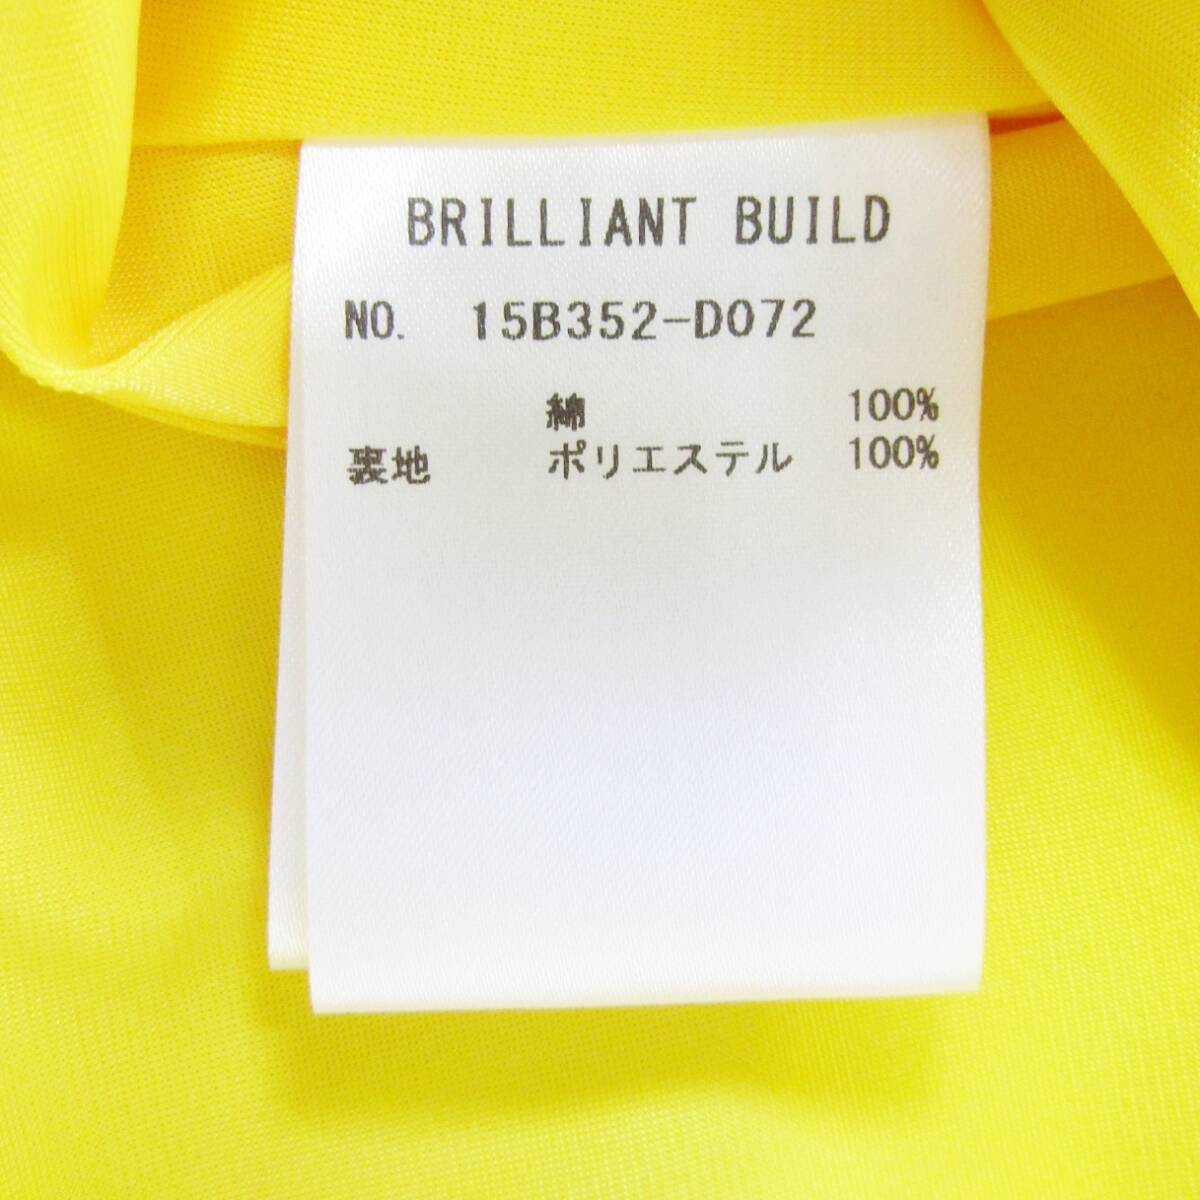 BRILLIANT BUILD
NO. 15B352-D072
綿 100%
裏地 ポリエステル 100%